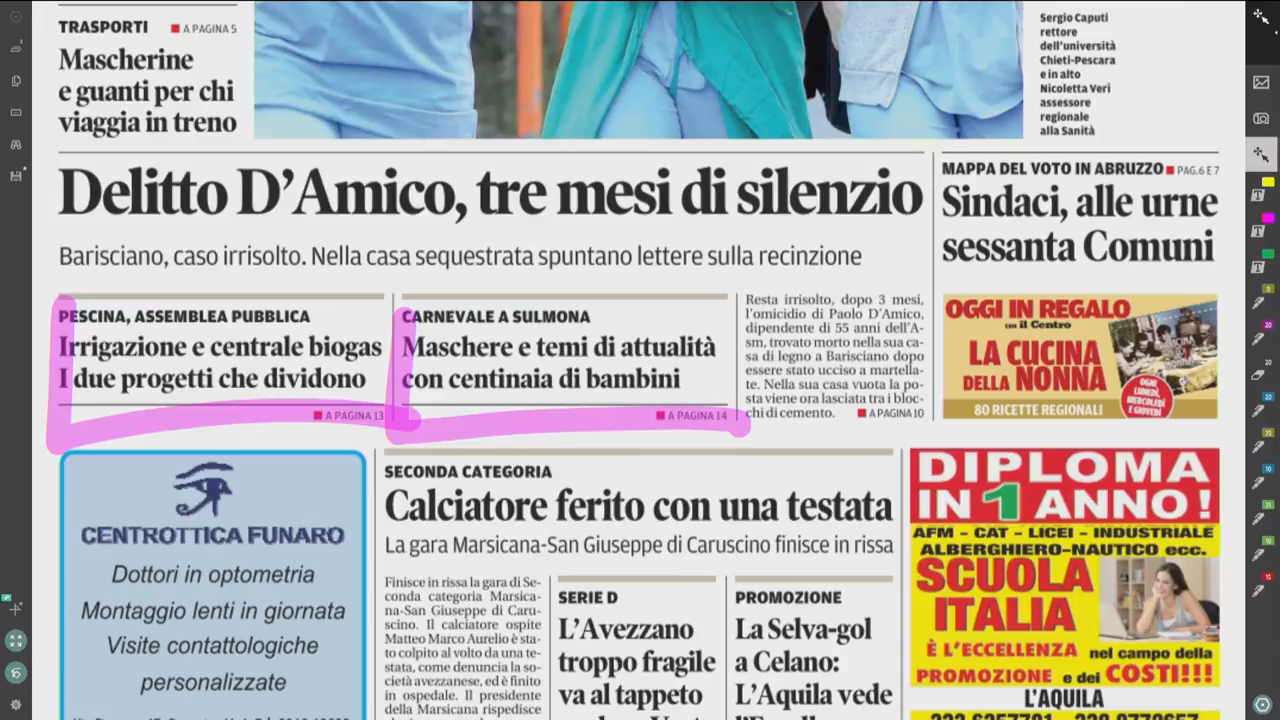 TRASPORTI
A PAGINA 5
Mascherine
e guanti per chi
viaggia in treno
Sergio Caputi
rettore
dell'università
Chieti-Pescara
e in alto
Nicoletta Verì
assessore
regionale
alla Sanità
Delitto D'Amico, tre mesi di silenzio
Barisciano, caso irrisolto. Nella casa sequestrata spuntano lettere sulla recinzione
MAPPA DEL VOTO IN ABRUZZO PAG.6 E 7
Sindaci, alle urne
sessanta Comuni
PESCINA, ASSEMBLEA PUBBLICA
Irrigazione e centrale biogas
I due progetti che dividono
A PAGINA 13
CARNEVALE A SULMONA
Maschere e temi di attualità
con centinaia di bambini
A PAGINA 14
Resta irrisolto, dopo 3 mesi,
l'omicidio di Paolo D'Amico,
dipendente di 55 anni dell'A-
sm, trovato morto nella sua ca-
sa di legno a Barisciano dopo
essere stato ucciso a martella-
te. Nella sua casa vuota la po-
sta viene ora lasciata tra i bloc-
chi di cemento. A PAGINA 10
OGGI IN REGALO
con il Centro
LA CUCINA
DELLA NONNA
OGNI
LUNEDÌ,
MERCOLEDÌ
E GIOVEDÌ
80 RICETTE REGIONALI
CENTROTTICA FUNARO
Dottori in optometria
Montaggio lenti in giornata
Visite contattologiche
personalizzate
SECONDA CATEGORIA
Calciatore ferito con una testata
La gara Marsicana-San Giuseppe di Caruscino finisce in rissa
Finisce in rissa la gara di Se-
conda categoria Marsica-
na-San Giuseppe di Caru-
scino. Il calciatore ospite
Matteo Marco Aurelio è sta-
to colpito al volto da una te-
stata, come denuncia la so-
cietà avezzanese, ed è finito
in ospedale. Il presidente
della Marsicana rispedisce
SERIE D
L'Avezzano
troppo fragile
va al tappeto
PROMOZIONE
La Selva-gol
a Celano:
L'Aquila vede
DIPLOMA
IN 1 ANNO!
AFM - CAT - LICEI - INDUSTRIALE
ALBERGHIERO-NAUTICO ecc.
SCUOLA
ITALIA
È L'ECCELLENZA nel campo della
PROMOZIONE e dei COSTI!!!
L'AQUILA